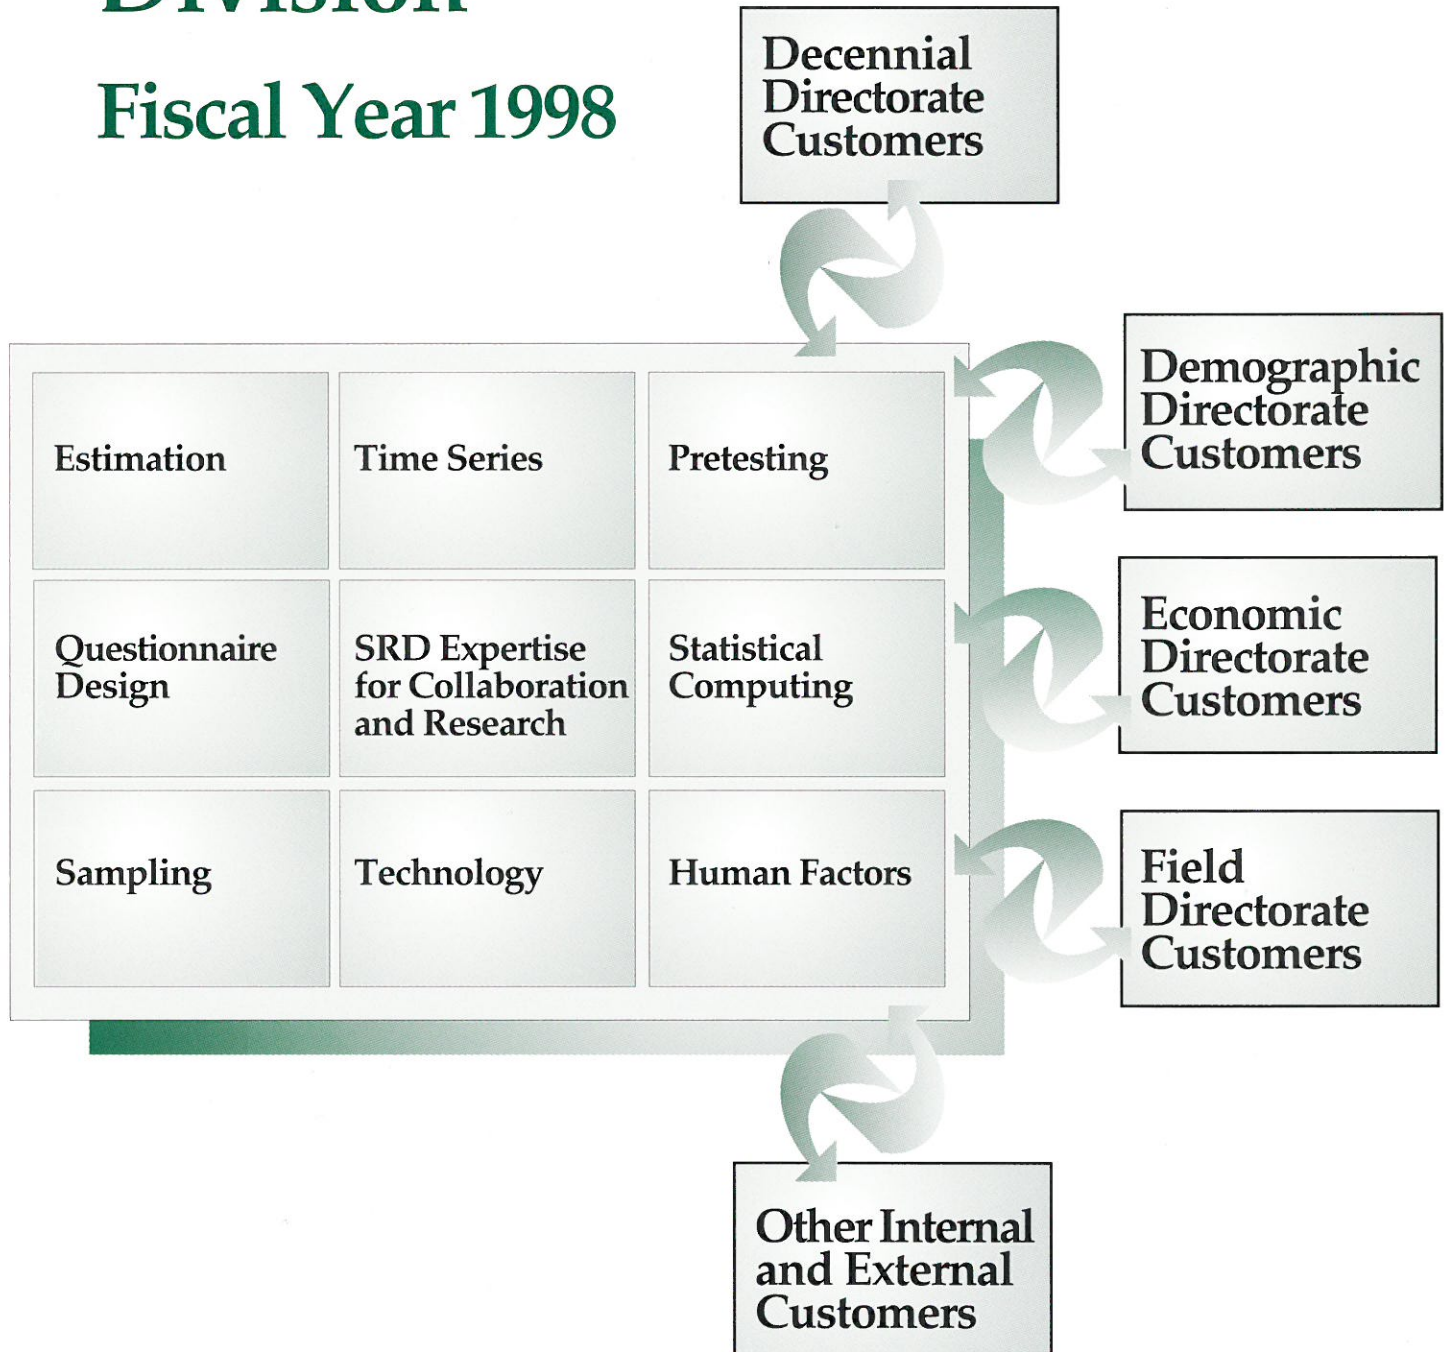 Division
Fiscal Year 1998
Decennial
Directorate
Customers
Demographic
Directorate
Customers
Estimation
Time Series
Pretesting
Economic
Directorate
Customers
Questionnaire
Design
SRD Expertise
for Collaboration
and Research
Statistical
Computing
Field
Directorate
Customers
Sampling
Technology
Human Factors
Other Internal
and External
Customers